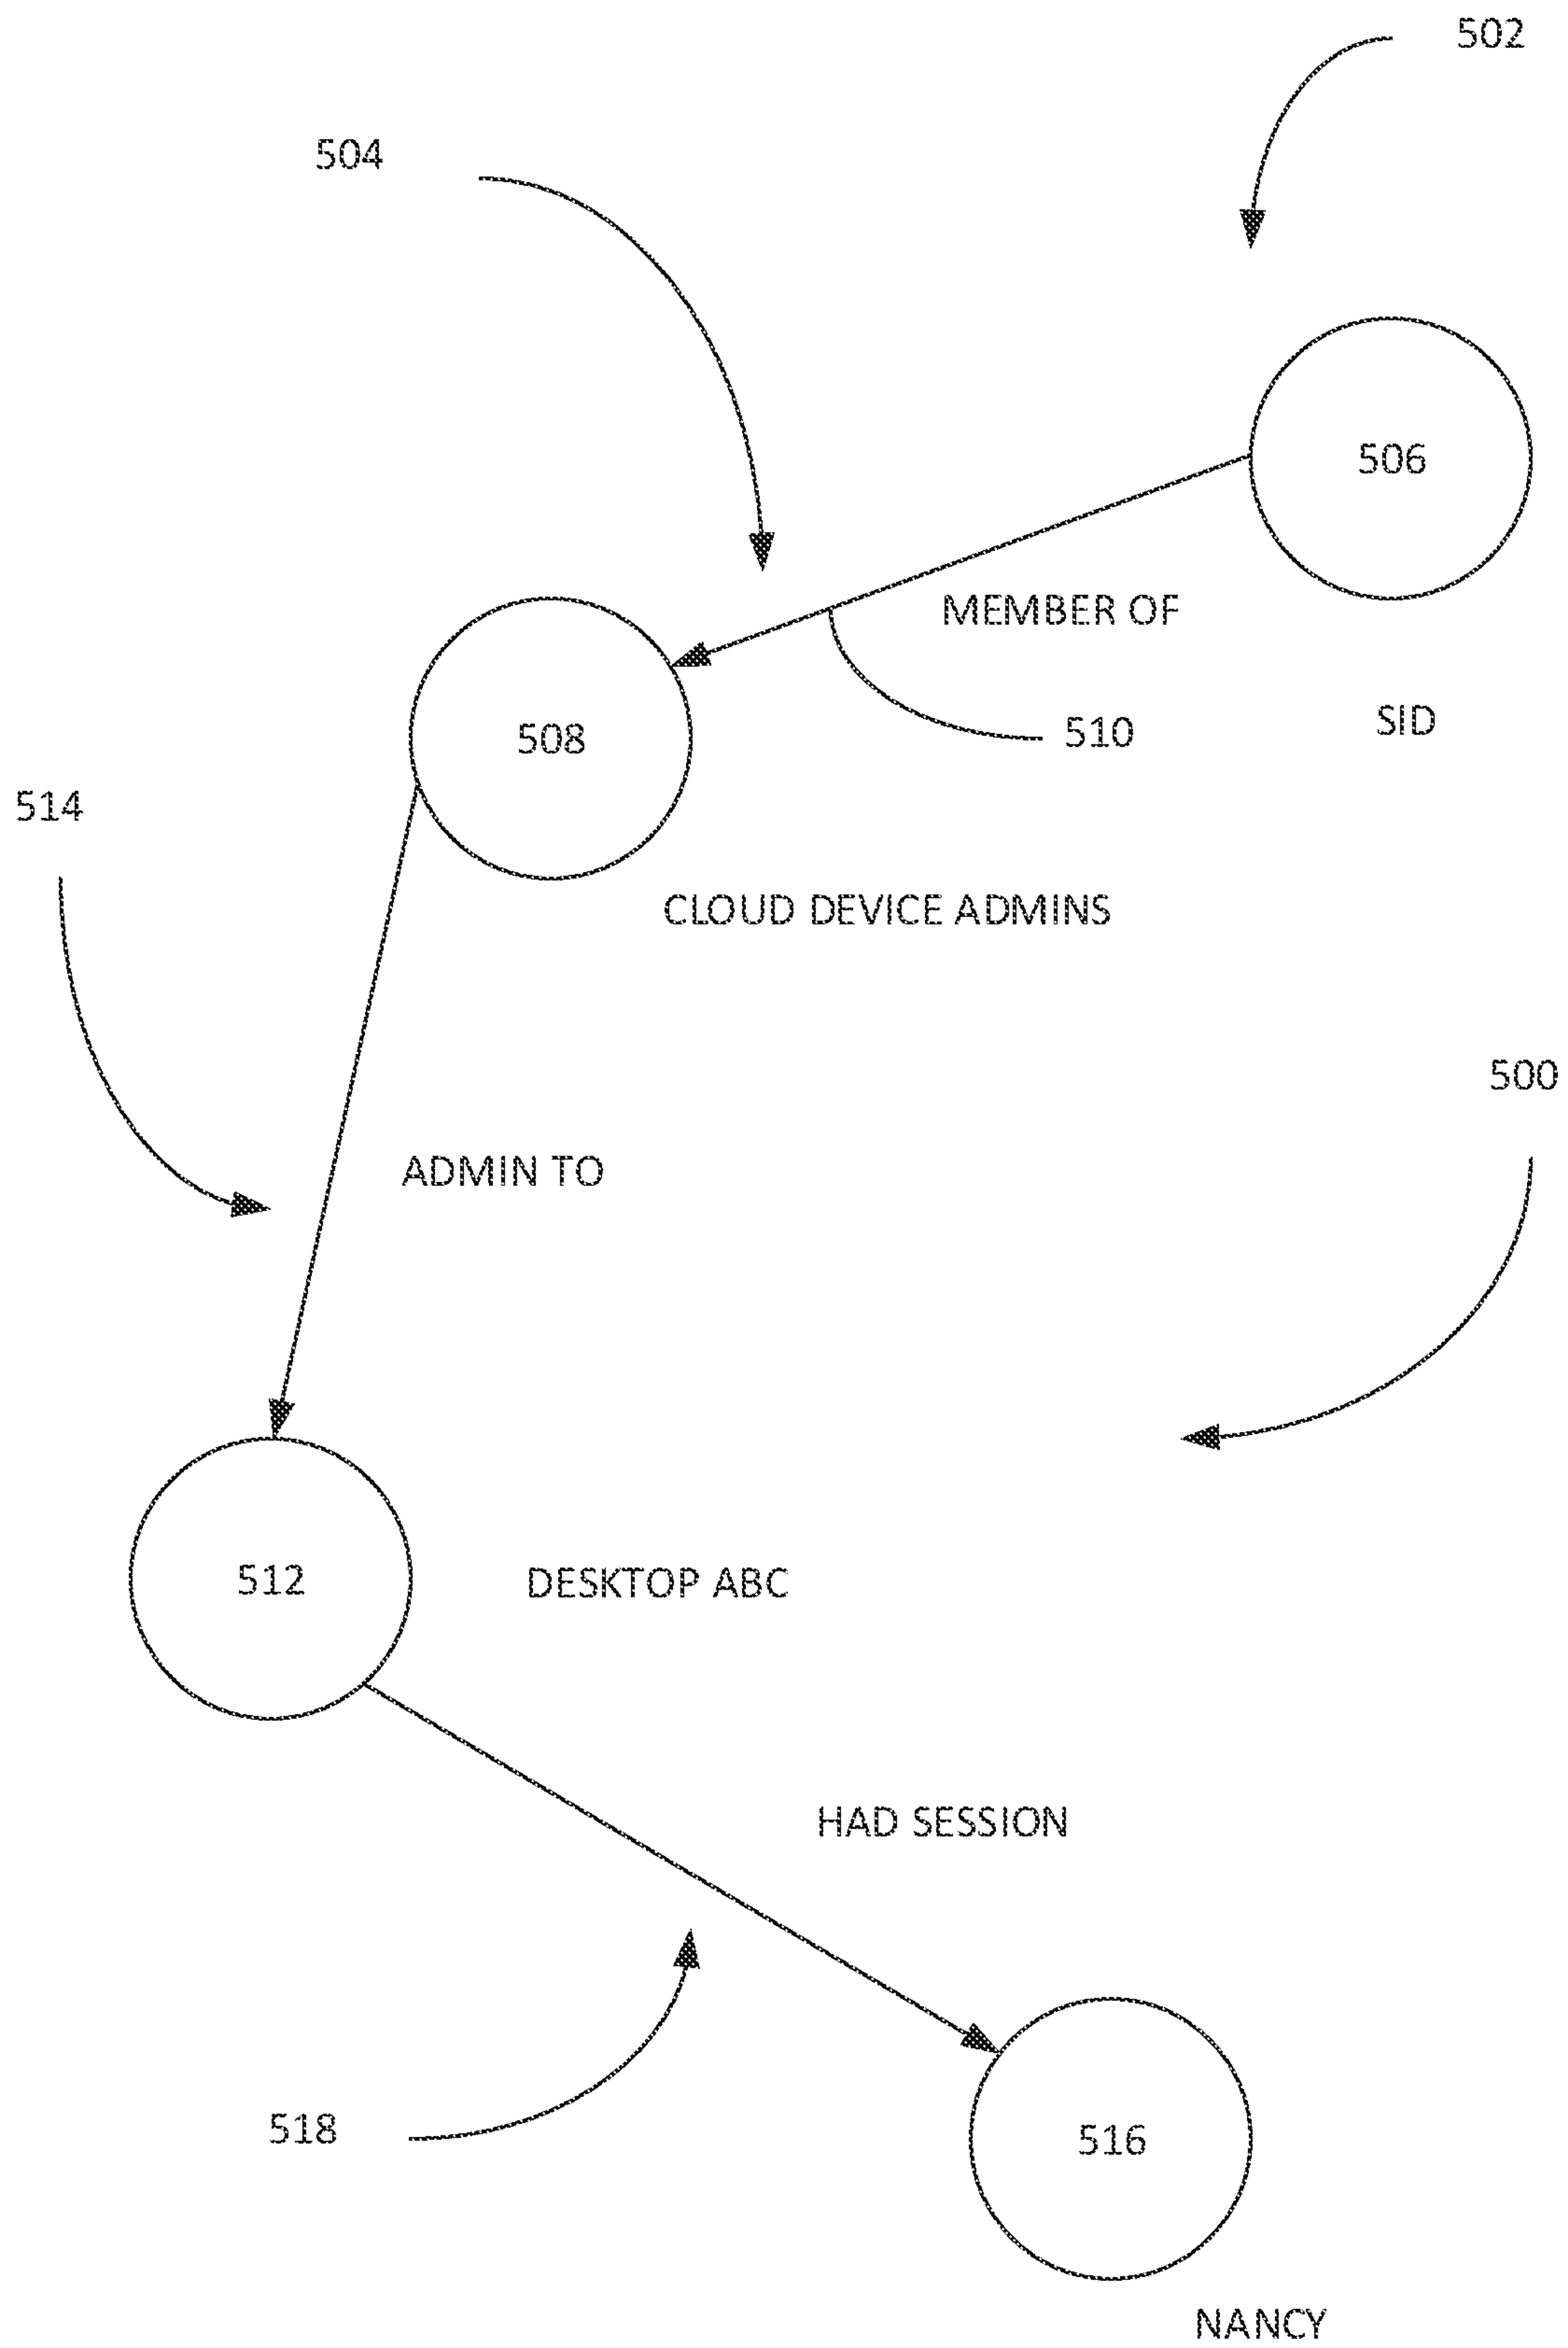 502
504
506
MEMBER OF
SID
510
508
514
CLOUD DEVICE ADMINS
500
ADMIN TO
512
DESKTOP ABC
HAD SESSION
518
516
NANCY